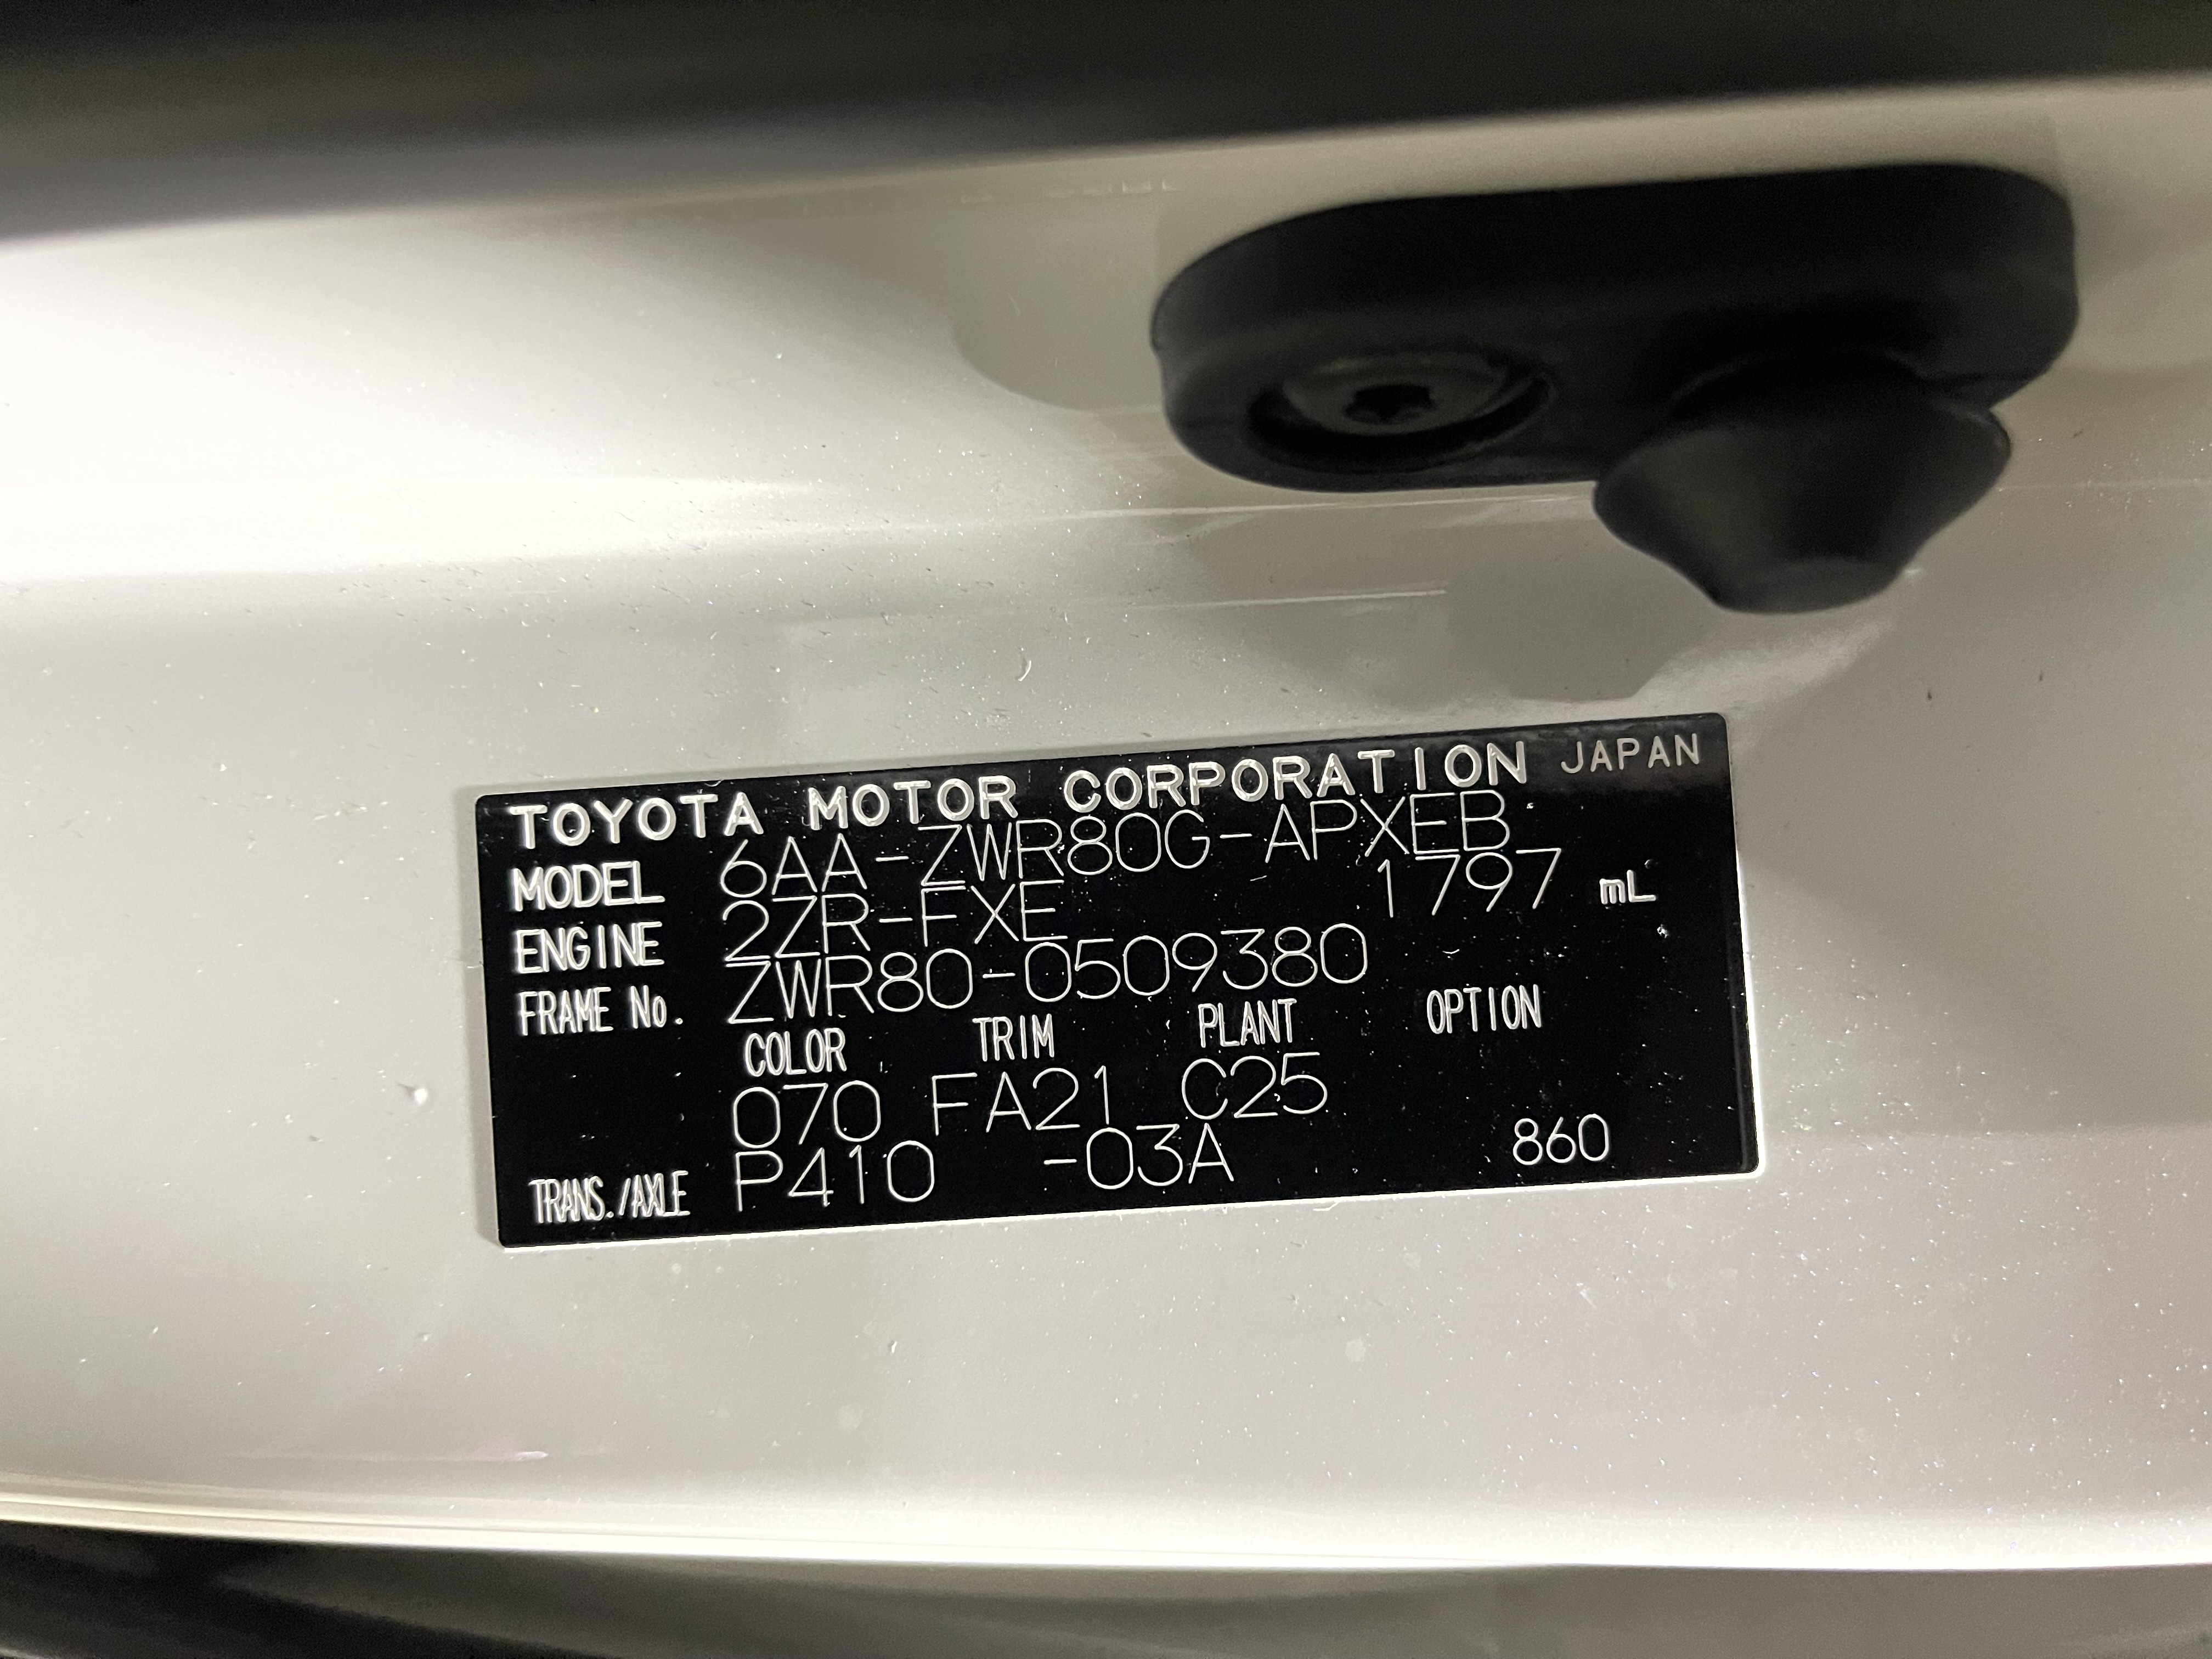 TOYOTA MOTOR CORPORATION JAPAN
MODEL 6AA-ZWR80G-APXEB
ENGINE 2ZR-FXE 1797 mL
FRAME No. ZWR80-0509380
COLOR TRIM PLANT OPTION
070 FA21 C25
TRANS./AXLE P410 -03A 860